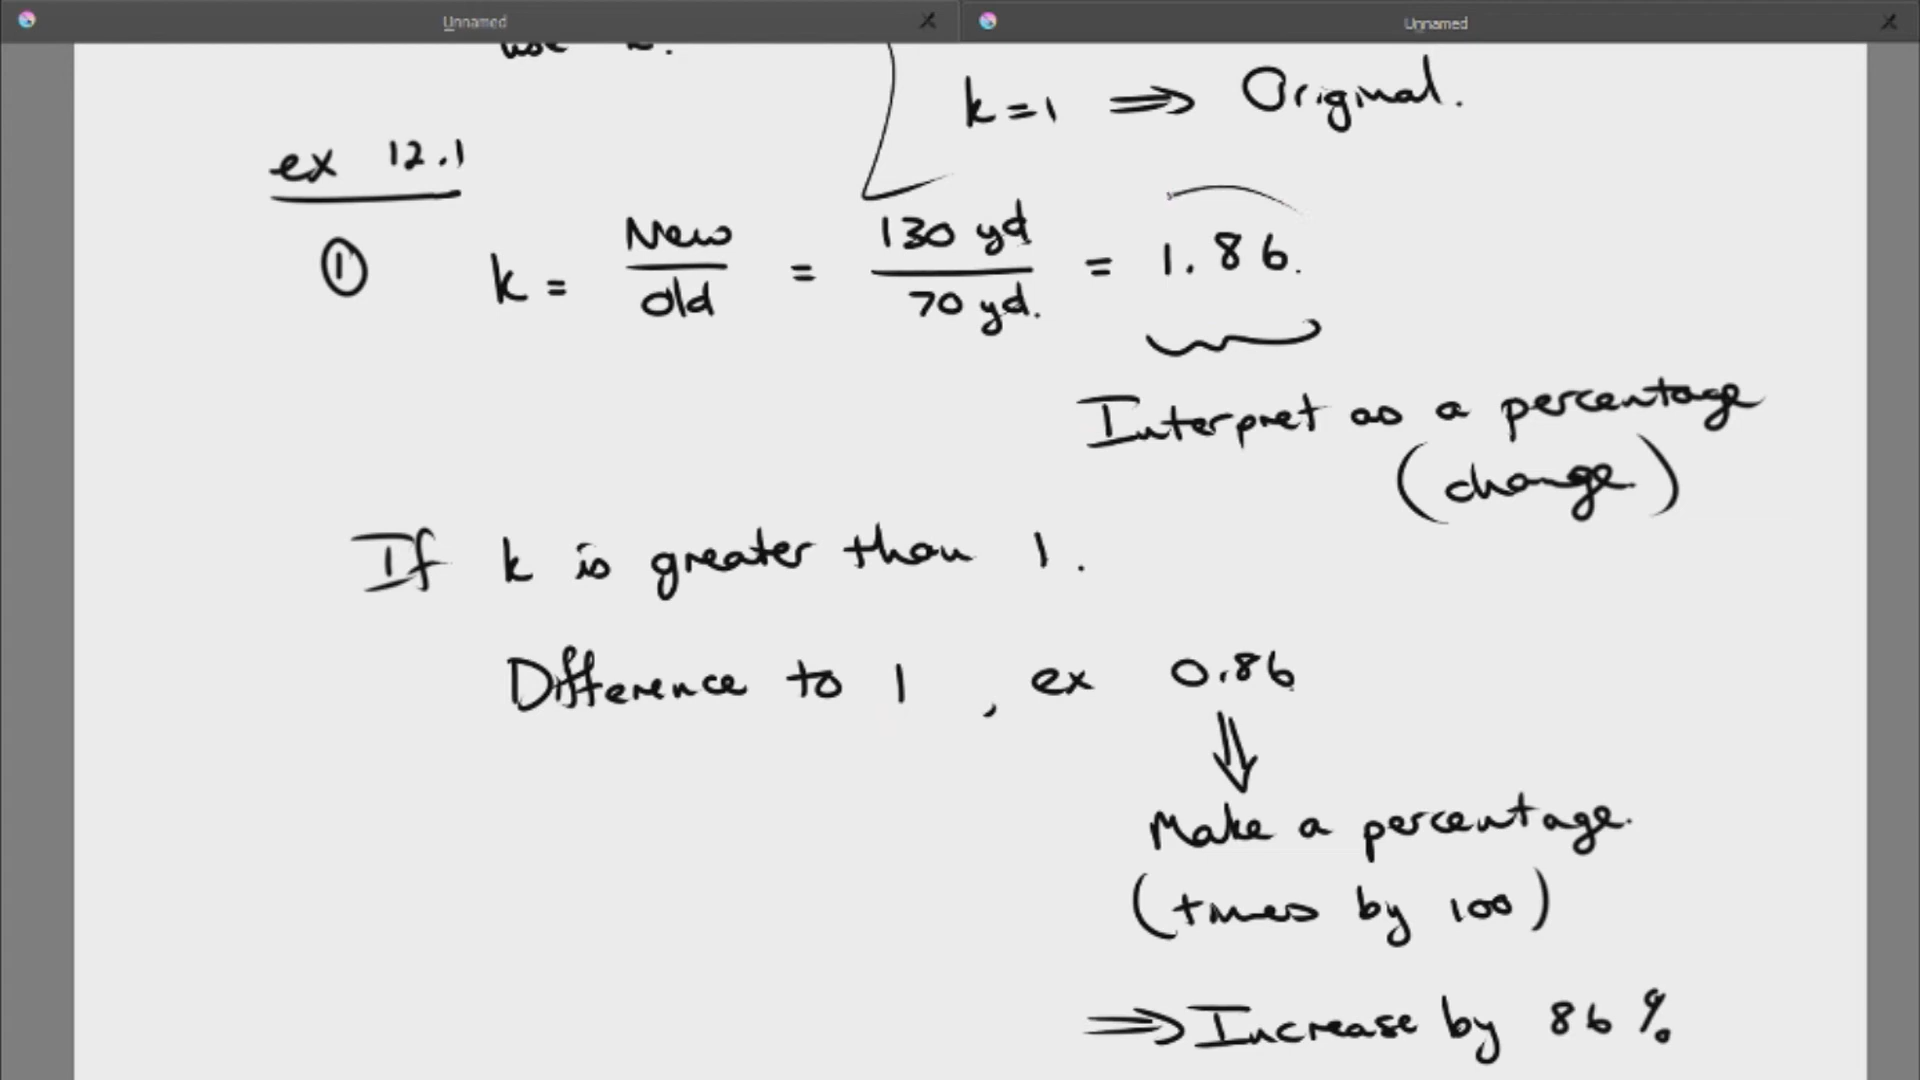 Unnamed
Unnamed
k=1 ⇒ Original.
ex 12.1
① k = New/Old = 130 yd/70 yd. = 1.86.
Interpret as a percentage
(change)
If k is greater than 1.
Difference to 1, ex 0.86
⇓
Make a percentage.
(times by 100)
⇒ Increase by 86%